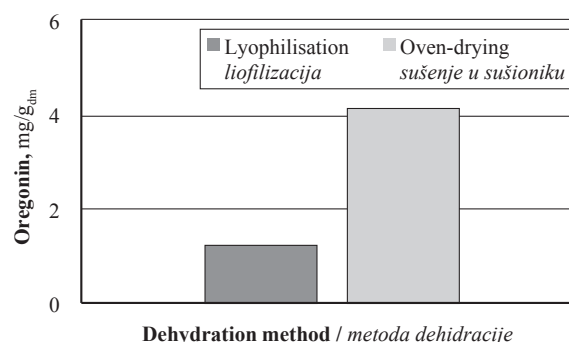 6
Lyophilisation
liofilizacija
Oven-drying
sušenje u sušioniku
4
2
0
Oregonin, mg/g_dm
Dehydration method / metoda dehidracije